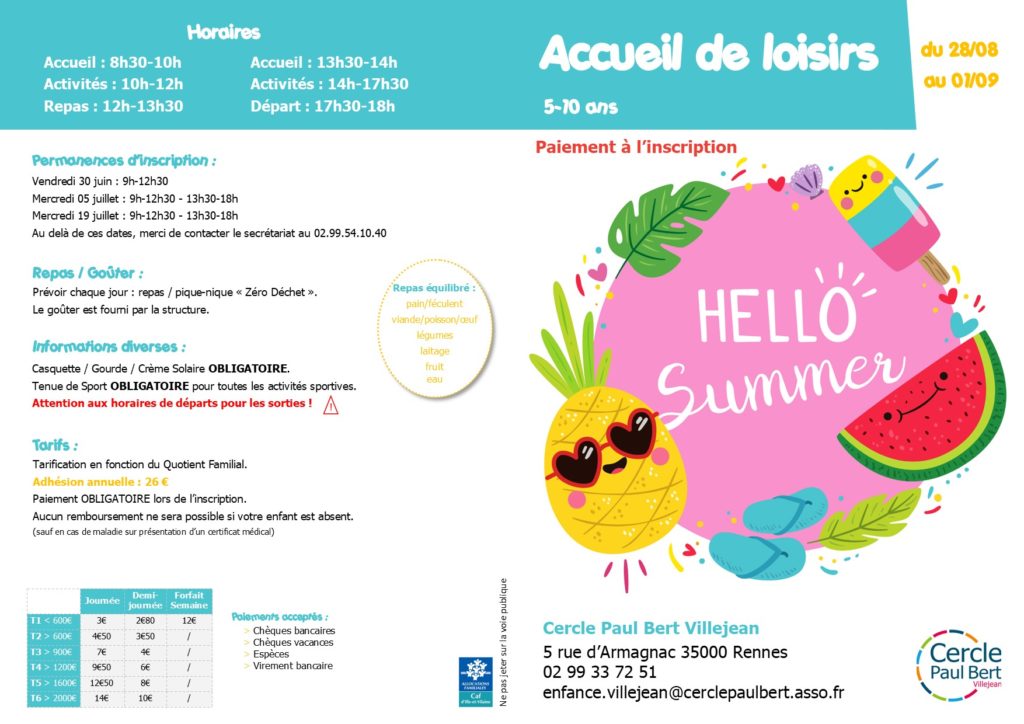 Horaires
Accueil : 8h30-10h
Activités : 10h-12h
Repas : 12h-13h30
Accueil : 13h30-14h
Activités : 14h-17h30
Départ : 17h30-18h
Permanences d'inscription :
Vendredi 30 juin : 9h-12h30
Mercredi 05 juillet : 9h-12h30 - 13h30-18h
Mercredi 19 juillet : 9h-12h30 - 13h30-18h
Au delà de ces dates, merci de contacter le secrétariat au 02.99.54.10.40
Repas / Goûter :
Prévoir chaque jour : repas / pique-nique « Zéro Déchet ».
Le goûter est fourni par la structure.
Repas équilibré :
pain/féculent
viande/poisson/œuf
légumes
laitage
fruit
eau
Informations diverses :
Casquette / Gourde / Crème Solaire OBLIGATOIRE.
Tenue de Sport OBLIGATOIRE pour toutes les activités sportives.
Attention aux horaires de départs pour les sorties !
Tarifs :
Tarification en fonction du Quotient Familial.
Adhésion annuelle : 26 €
Paiement OBLIGATOIRE lors de l'inscription.
Aucun remboursement ne sera possible si votre enfant est absent.
(sauf en cas de maladie sur présentation d'un certificat médical)
Journée Demi-journée Forfait Semaine
T1 < 600€ 3€ 2€80 12€
T2 > 600€ 4€50 3€50 /
T3 > 900€ 7€ 4€ /
T4 > 1200€ 9€50 6€ /
T5 > 1600€ 12€50 8€ /
T6 > 2000€ 14€ 10€ /
Paiements acceptés :
> Chèques bancaires
> Chèques vacances
> Espèces
> Virement bancaire
ALLOCATIONS
FAMILIALES
Caf
d'Ille-et-Vilaine
Ne pas jeter sur la voie publique
Accueil de loisirs
5-10 ans
du 28/08
au 01/09
Paiement à l'inscription
HELLO
Summer
Cercle Paul Bert Villejean
5 rue d'Armagnac 35000 Rennes
02 99 33 72 51
enfance.villejean@cerclepaulbert.asso.fr
Cercle
Paul Bert
Villejean